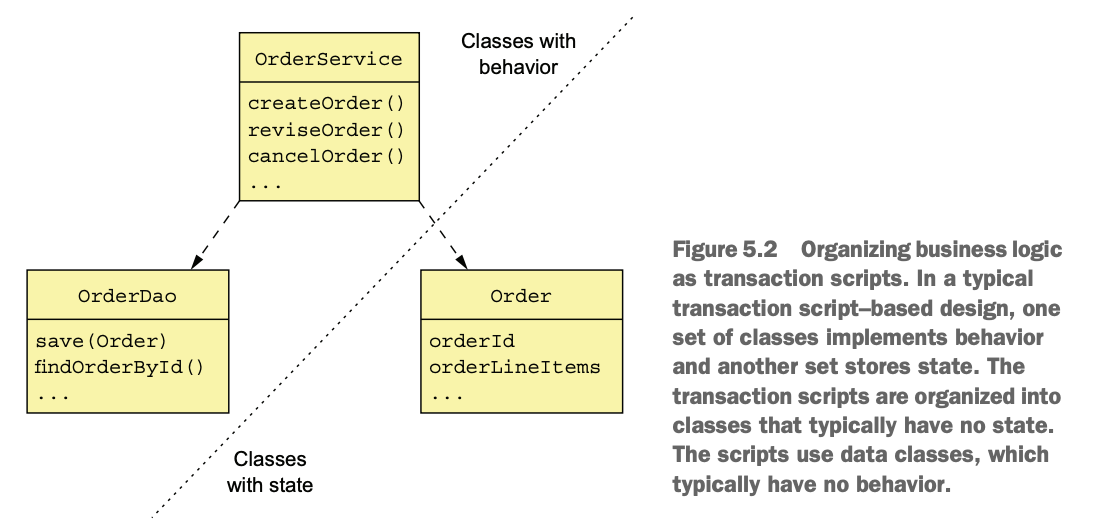 OrderService
createOrder()
reviseOrder()
cancelOrder()
...
Classes with
behavior
OrderDao
save(Order)
findOrderById()
...
Order
orderId
orderLineItems
...
Classes
with state
Figure 5.2 Organizing business logic
as transaction scripts. In a typical
transaction script–based design, one
set of classes implements behavior
and another set stores state. The
transaction scripts are organized into
classes that typically have no state.
The scripts use data classes, which
typically have no behavior.